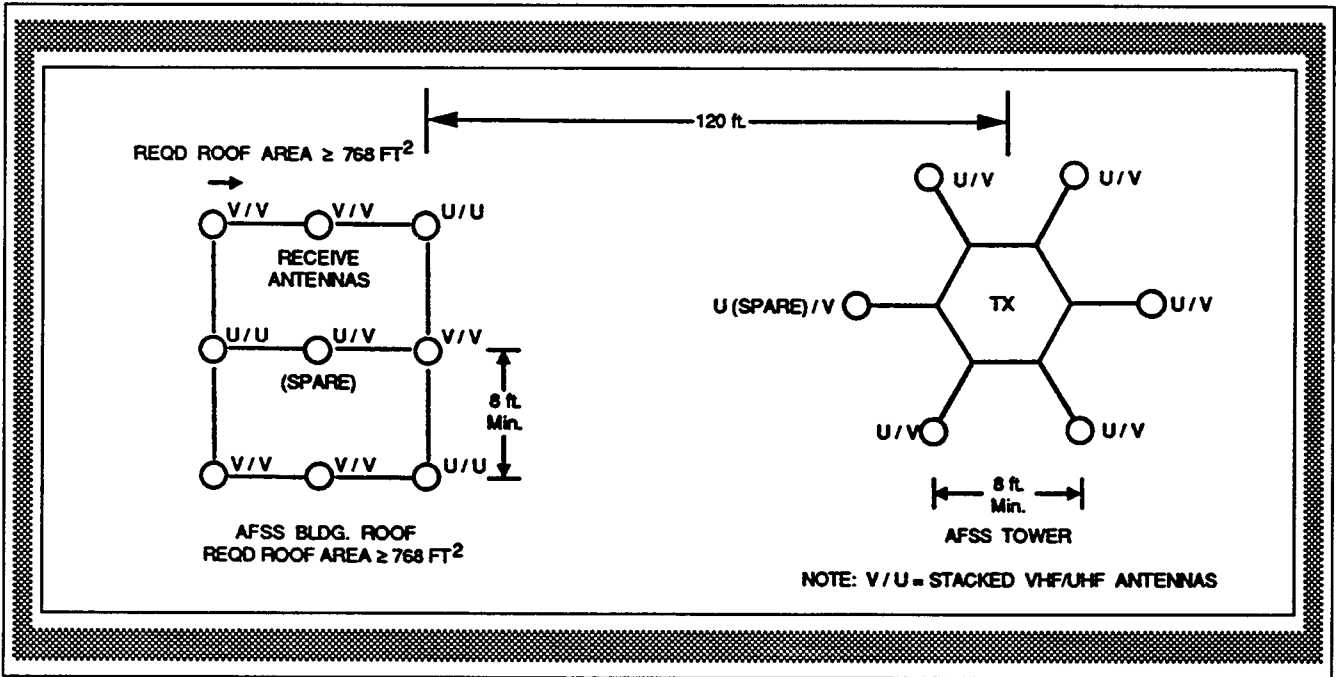 120 ft.
REQD ROOF AREA ≥ 768 FT²
V / V V / V U / U
RECEIVE
ANTENNAS
U / U U / V V / V
(SPARE)
8 ft.
Min.
V / V V / V U / U
AFSS BLDG. ROOF
REQD ROOF AREA ≥ 768 FT²
U / V U / V
U (SPARE) / V TX U / V
U / V U / V
8 ft.
Min.
AFSS TOWER
NOTE: V / U = STACKED VHF/UHF ANTENNAS